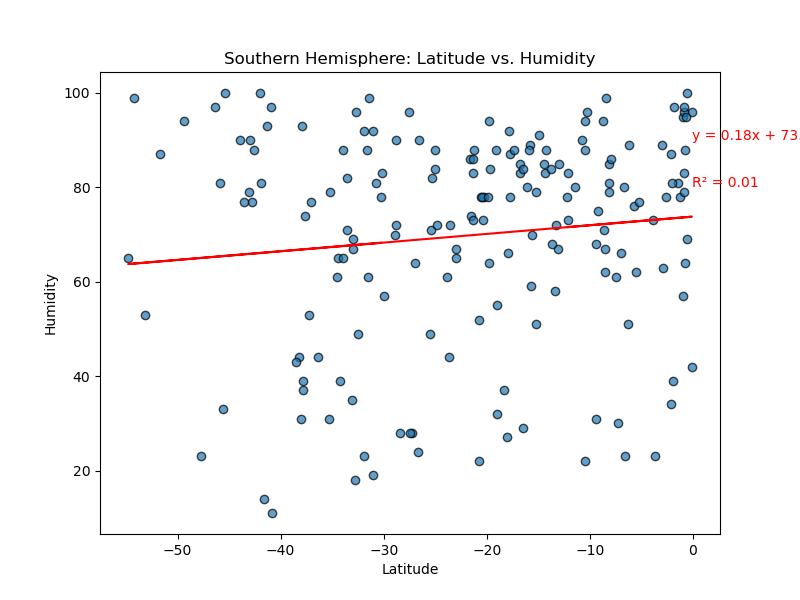 Southern Hemisphere: Latitude vs. Humidity
100
80
60
40
20
Humidity
y = 0.18x + 73.
R² = 0.01
−50
−40
−30
−20
−10
0
Latitude